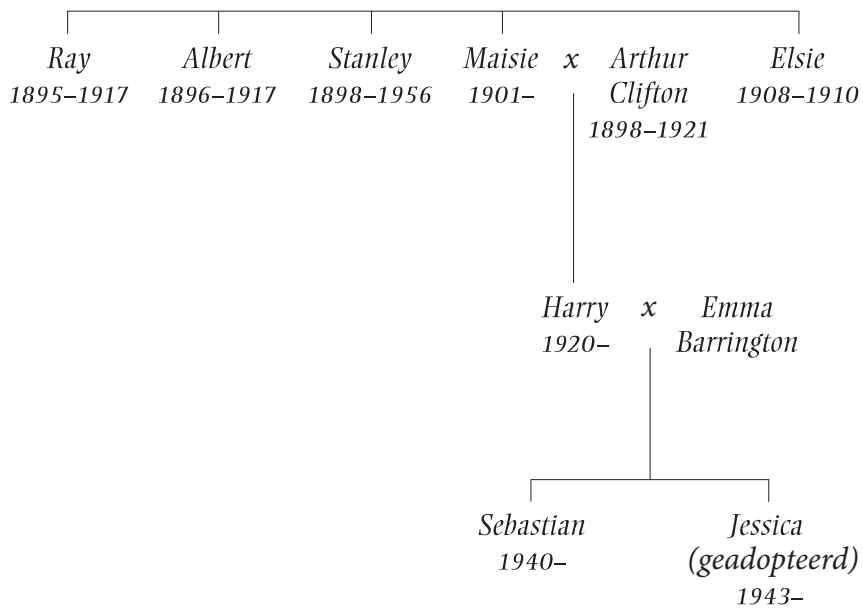 Ray Albert Stanley Maisie x Arthur Clifton Elsie
1895–1917 1896–1917 1898–1956 1901– 1898–1921 1908–1910
Harry x Emma Barrington
1920–
Sebastian Jessica
1940– (geadopteerd)
1943–